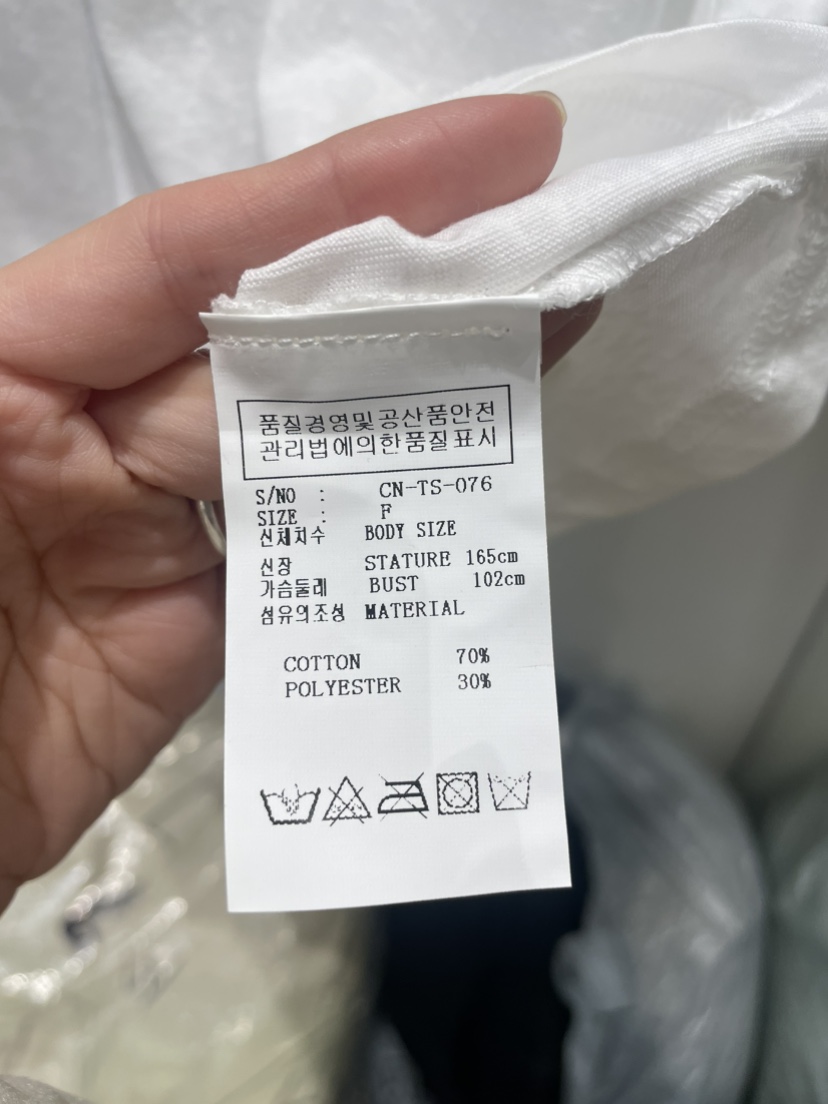 품질경영및공산품안전
관리법에의한품질표시
S/NO : CN-TS-076
SIZE : F
신체치수 BODY SIZE
신장 STATURE 165cm
가슴둘레 BUST 102cm
섬유의조성 MATERIAL
COTTON 70%
POLYESTER 30%